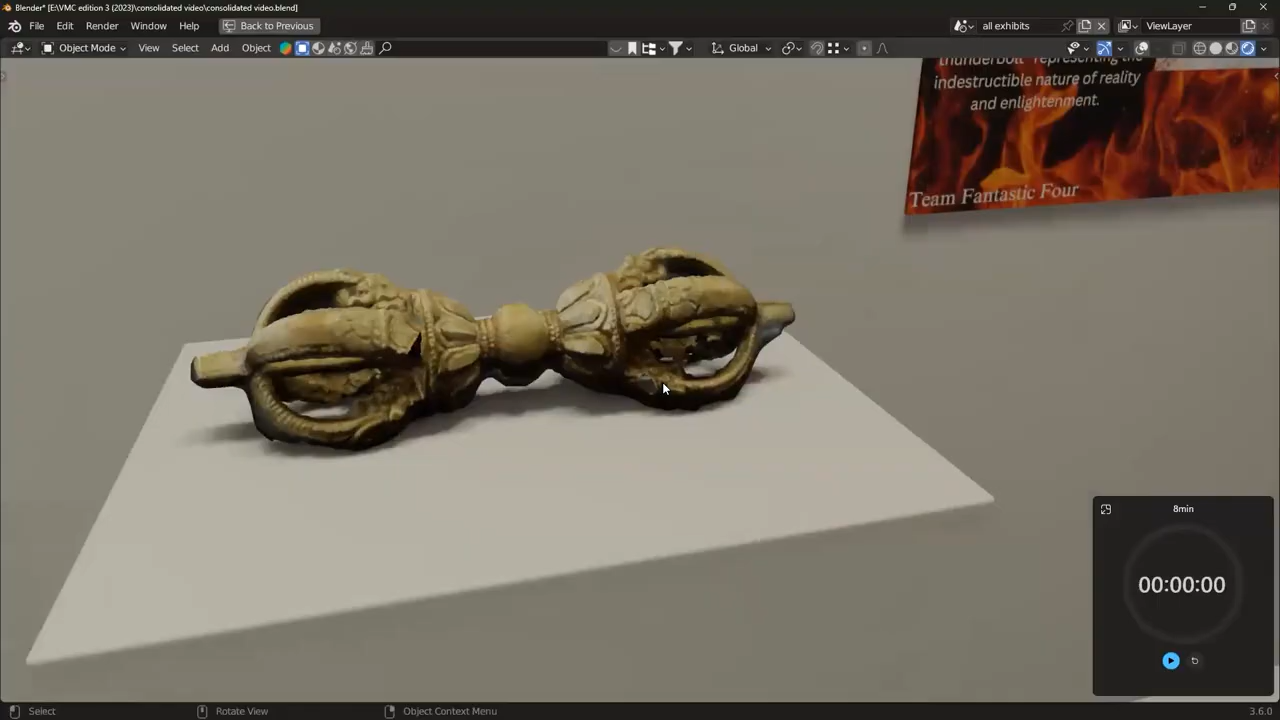 Blender* [E:\VMC edition 3 (2023)\consolidated video\consolidated video.blend]
File Edit Render Window Help Back to Previous all exhibits ViewLayer
Object Mode View Select Add Object Global
thunderbolt" representing the
indestructible nature of reality
and enlightenment.
Team Fantastic Four
8min
00:00:00
Select Rotate View Object Context Menu 3.6.0